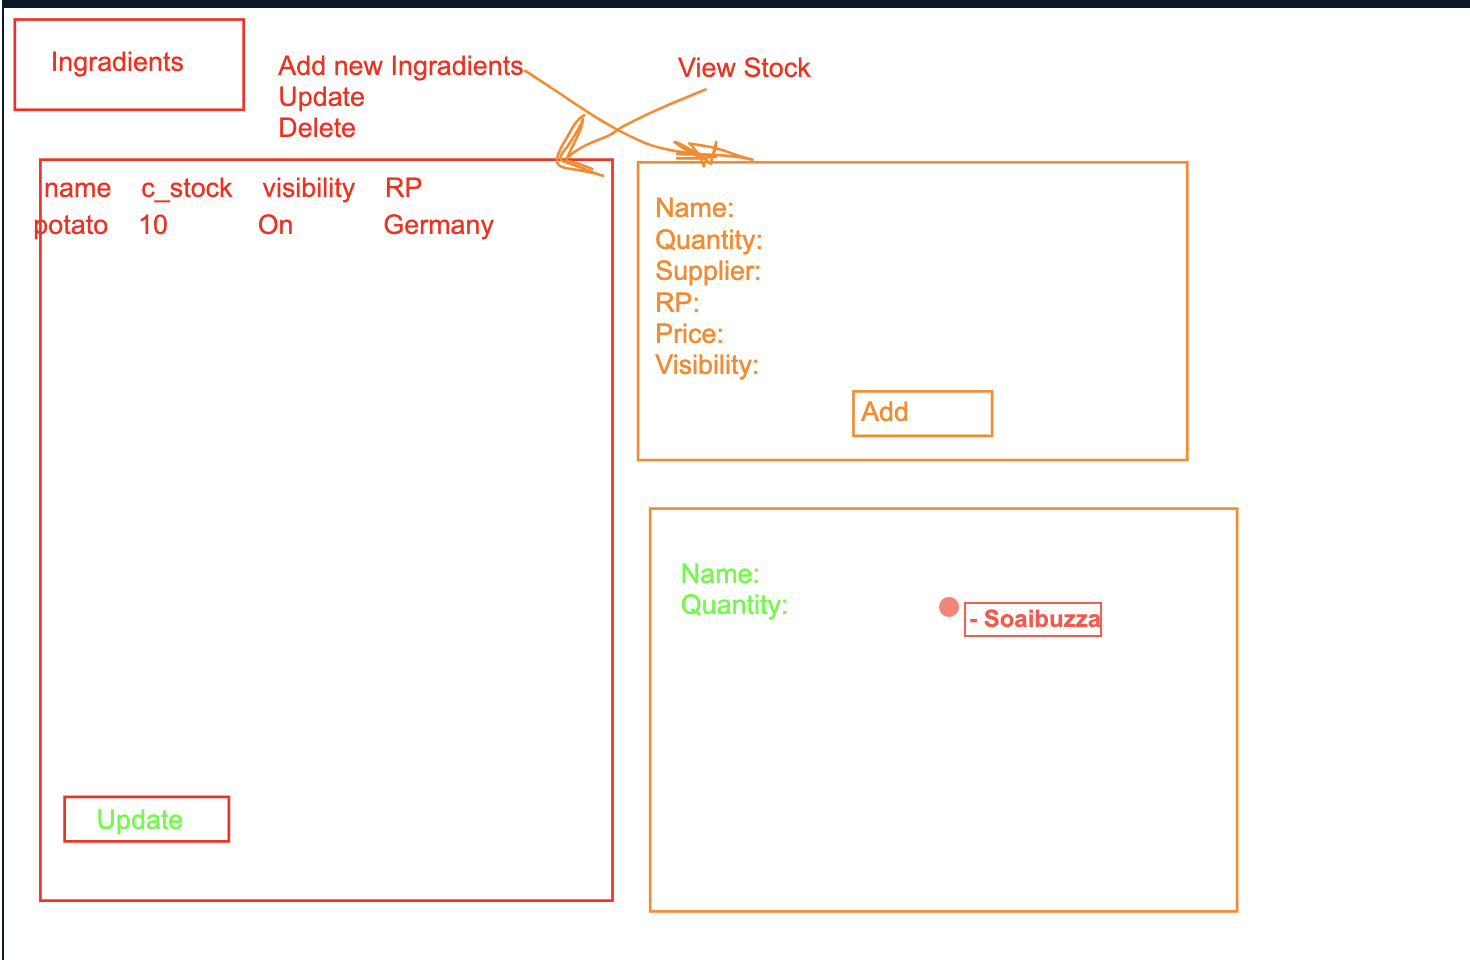 Ingradients
Add new Ingradients
Update
Delete
View Stock
name c_stock visibility RP
potato 10 On Germany
Update
Name:
Quantity:
Supplier:
RP:
Price:
Visibility:
Add
Name:
Quantity:
- Soaibuzza